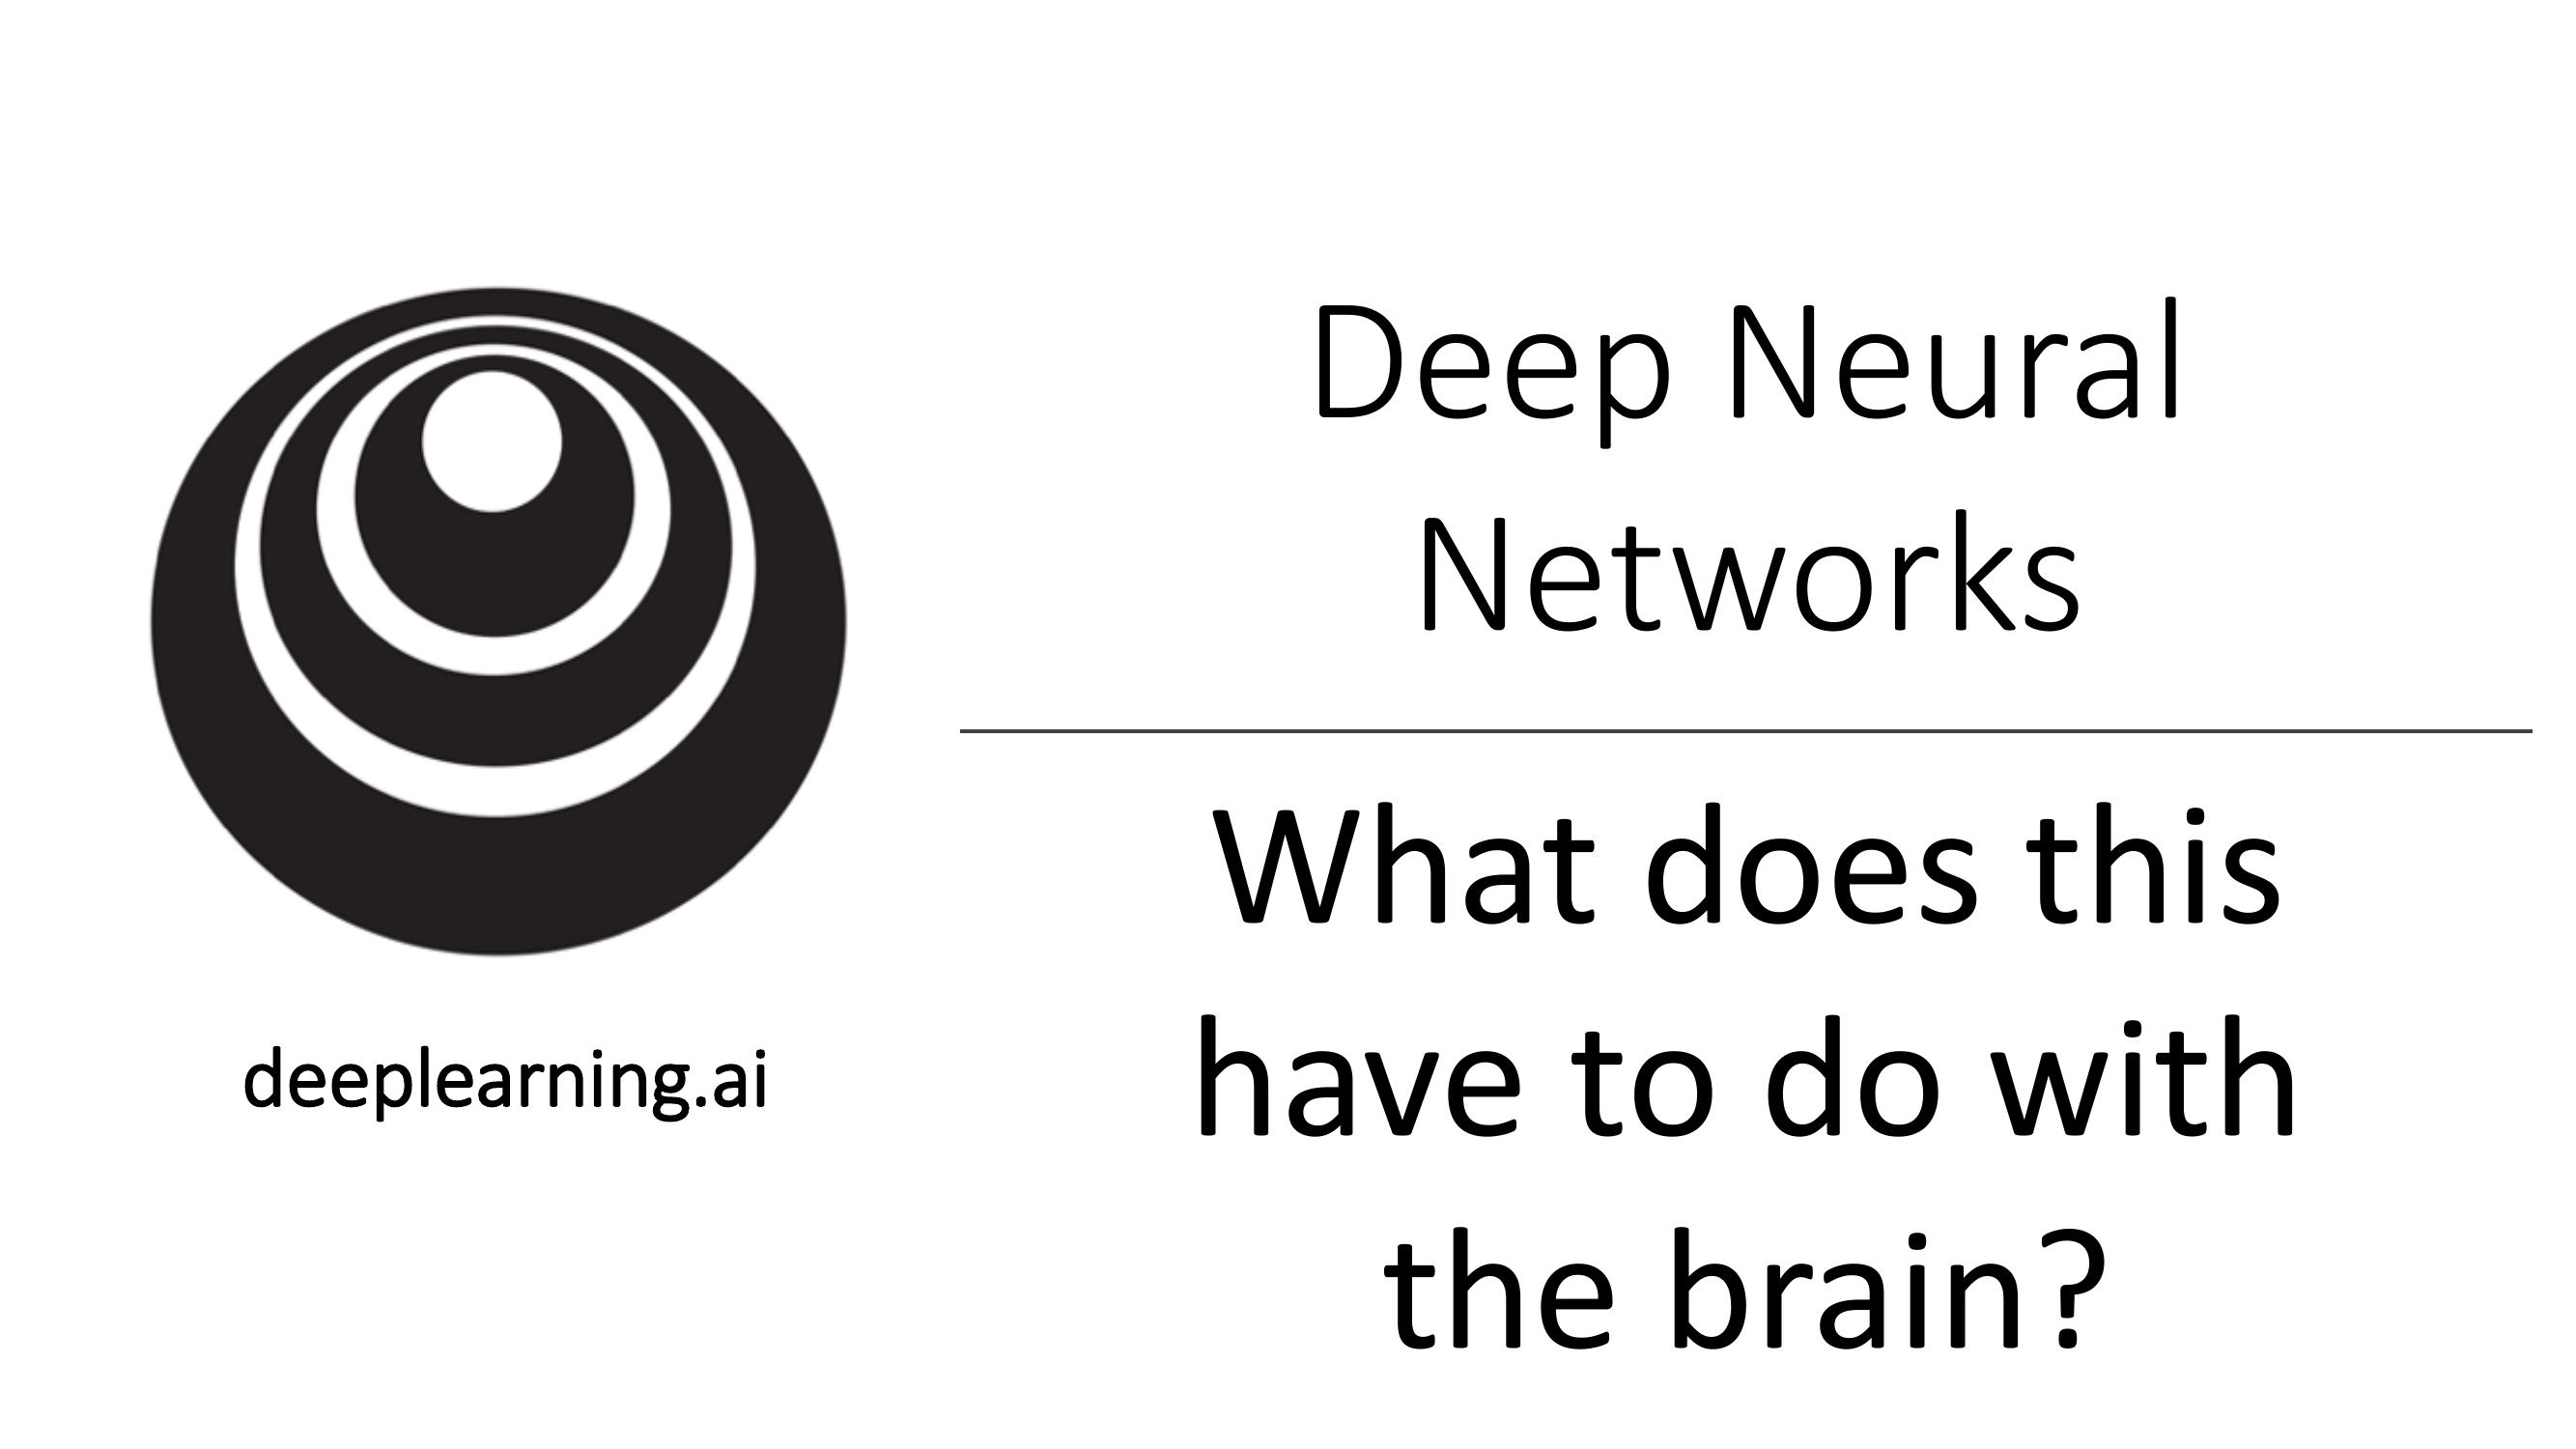 deeplearning.ai
Deep Neural
Networks
What does this
have to do with
the brain?